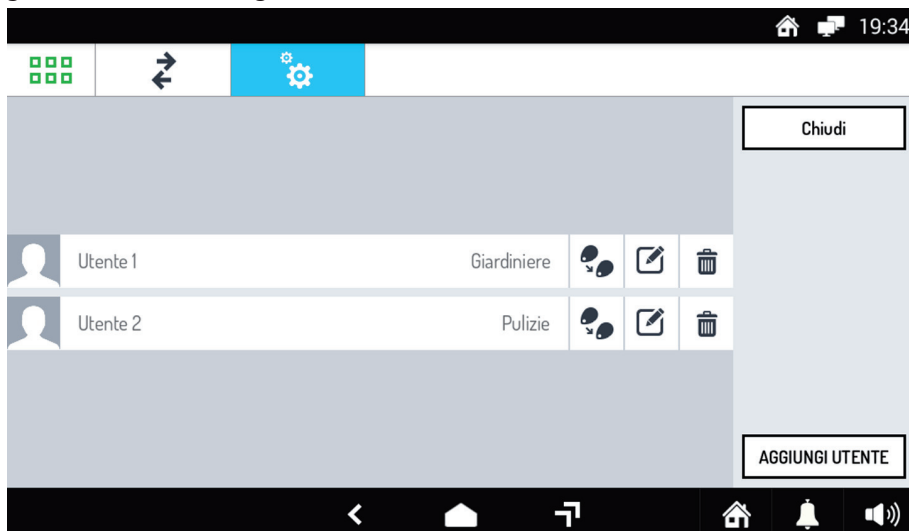 19:34
Chiudi
Utente 1 Giardiniere
Utente 2 Pulizie
AGGIUNGI UTENTE